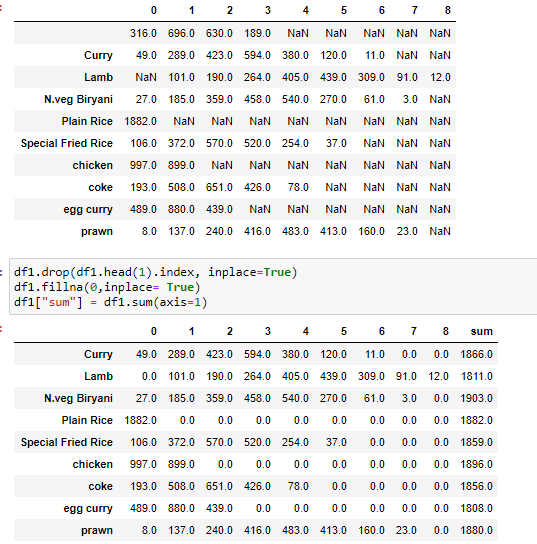 0 1 2 3 4 5 6 7 8
316.0 696.0 630.0 189.0 NaN NaN NaN NaN NaN
Curry 49.0 289.0 423.0 594.0 380.0 120.0 11.0 NaN NaN
Lamb NaN 101.0 190.0 264.0 405.0 439.0 309.0 91.0 12.0
N.veg Biryani 27.0 185.0 359.0 458.0 540.0 270.0 61.0 3.0 NaN
Plain Rice 1882.0 NaN NaN NaN NaN NaN NaN NaN NaN
Special Fried Rice 106.0 372.0 570.0 520.0 254.0 37.0 NaN NaN NaN
chicken 997.0 899.0 NaN NaN NaN NaN NaN NaN NaN
coke 193.0 508.0 651.0 426.0 78.0 NaN NaN NaN NaN
egg curry 489.0 880.0 439.0 NaN NaN NaN NaN NaN NaN
prawn 8.0 137.0 240.0 416.0 483.0 413.0 160.0 23.0 NaN
df1.drop(df1.head(1).index, inplace=True)
df1.fillna(0,inplace= True)
df1["sum"] = df1.sum(axis=1)
0 1 2 3 4 5 6 7 8 sum
Curry 49.0 289.0 423.0 594.0 380.0 120.0 11.0 0.0 0.0 1866.0
Lamb 0.0 101.0 190.0 264.0 405.0 439.0 309.0 91.0 12.0 1811.0
N.veg Biryani 27.0 185.0 359.0 458.0 540.0 270.0 61.0 3.0 0.0 1903.0
Plain Rice 1882.0 0.0 0.0 0.0 0.0 0.0 0.0 0.0 0.0 1882.0
Special Fried Rice 106.0 372.0 570.0 520.0 254.0 37.0 0.0 0.0 0.0 1859.0
chicken 997.0 899.0 0.0 0.0 0.0 0.0 0.0 0.0 0.0 1896.0
coke 193.0 508.0 651.0 426.0 78.0 0.0 0.0 0.0 0.0 1856.0
egg curry 489.0 880.0 439.0 0.0 0.0 0.0 0.0 0.0 0.0 1808.0
prawn 8.0 137.0 240.0 416.0 483.0 413.0 160.0 23.0 0.0 1880.0